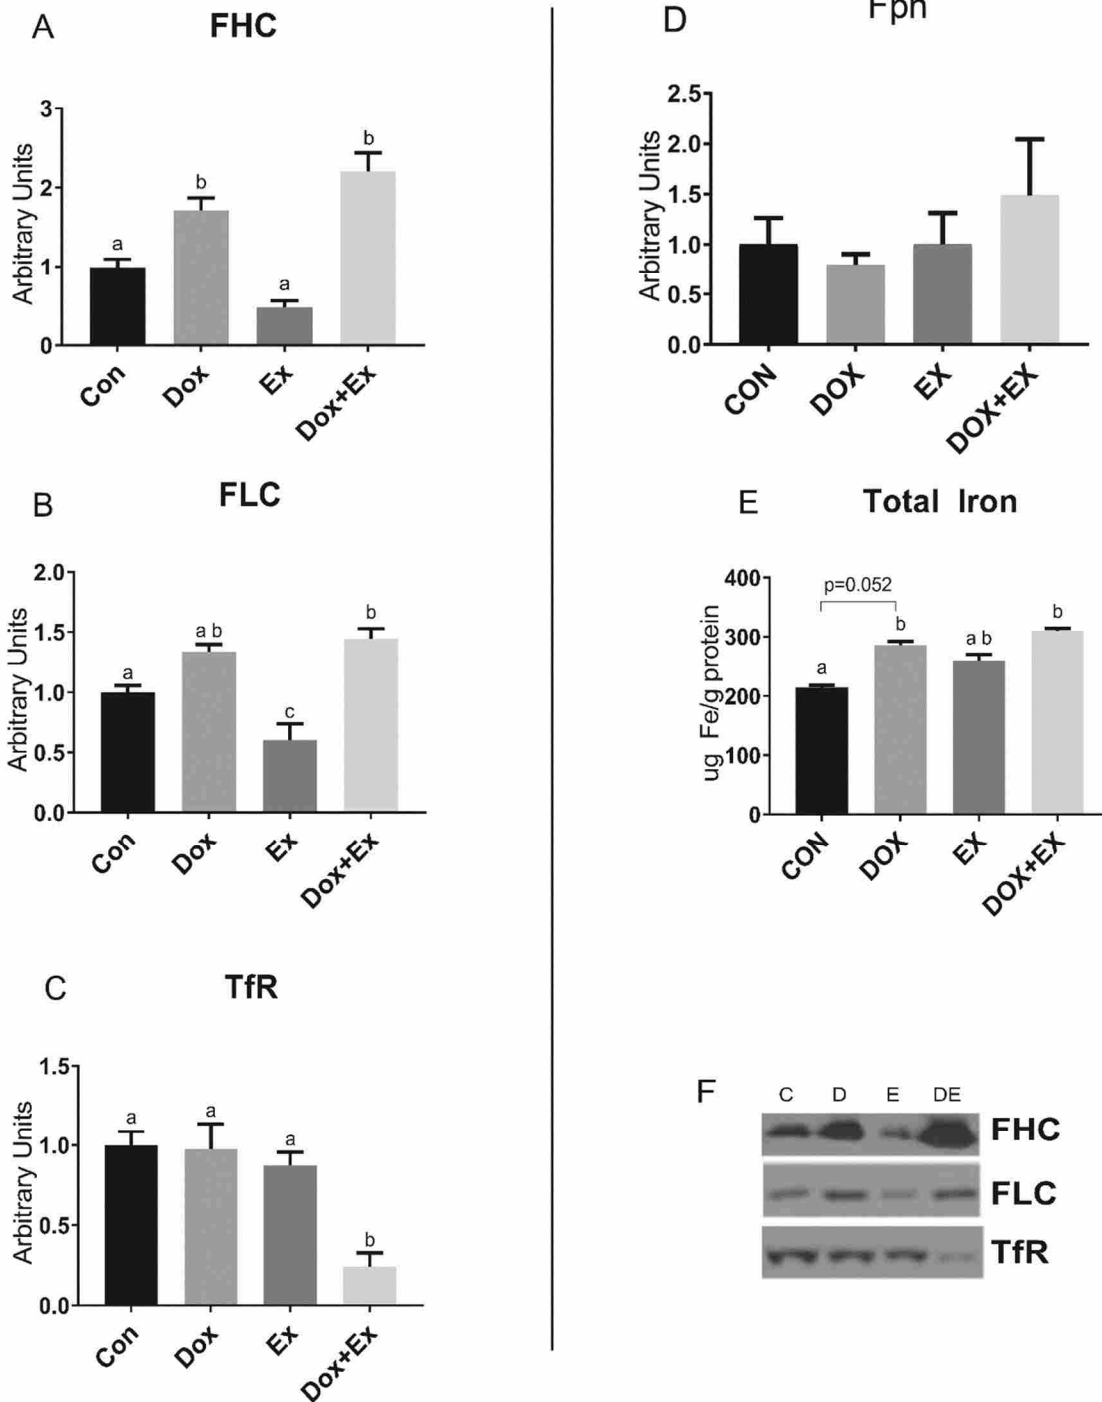 A
FHC
Arbitrary Units
3
2
1
0
a
b
a
b
Con
Dox
Ex
Dox+Ex
B
FLC
Arbitrary Units
2.0
1.5
1.0
0.5
0.0
a
a b
c
b
Con
Dox
Ex
Dox+Ex
C
TfR
Arbitrary Units
1.5
1.0
0.5
0.0
a
a
a
b
Con
Dox
Ex
Dox+Ex
D
Fpn
Arbitrary Units
2.5
2.0
1.5
1.0
0.5
0.0
CON
DOX
EX
DOX+EX
E
Total Iron
ug Fe/g protein
400
300
200
100
0
p=0.052
a
b
a b
b
CON
DOX
EX
DOX+EX
F
C D E DE
FHC
FLC
TfR